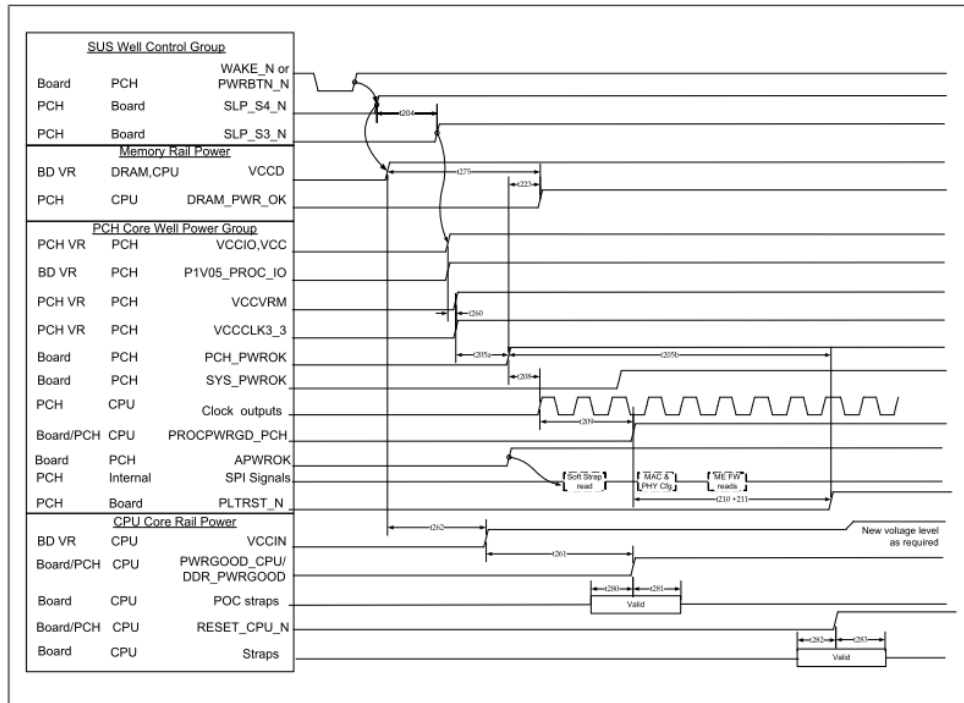 SUS Well Control Group
WAKE_N or
Board PCH PWRBTN_N
PCH Board SLP_S4_N
t204
PCH Board SLP_S3_N
Memory Rail Power
BD VR DRAM,CPU VCCD
t275
t223
PCH CPU DRAM_PWR_OK
PCH Core Well Power Group
PCH VR PCH VCCIO,VCC
BD VR PCH P1V05_PROC_IO
PCH VR PCH VCCVRM
t260
PCH VR PCH VCCCLK3_3
Board PCH PCH_PWROK
t205a t205b
Board PCH SYS_PWROK
t208
PCH CPU Clock outputs
t209
Board/PCH CPU PROCPWRGD_PCH
Board PCH APWROK
PCH Internal SPI Signals
Soft Strap
read
MAC &
PHY Cfg
ME FW
reads
t210 +211
PCH Board PLTRST_N
CPU Core Rail Power
t262
BD VR CPU VCCIN
New voltage level
as required
t261
Board/PCH CPU PWRGOOD_CPU/
DDR_PWRGOOD
t280 t281
Board CPU POC straps
Valid
Board/PCH CPU RESET_CPU_N
t282 t283
Board CPU Straps
Valid